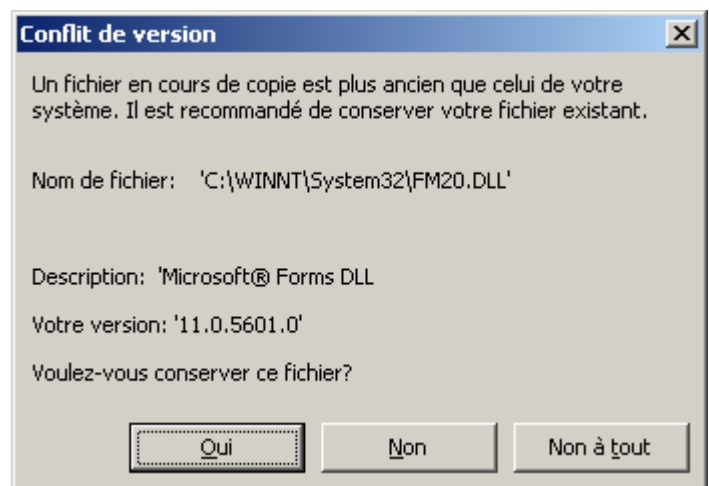 Conflit de version
Un fichier en cours de copie est plus ancien que celui de votre
système. Il est recommandé de conserver votre fichier existant.
Nom de fichier: 'C:\WINNT\System32\FM20.DLL'
Description: 'Microsoft® Forms DLL
Votre version: '11.0.5601.0'
Voulez-vous conserver ce fichier?
Oui Non Non à tout